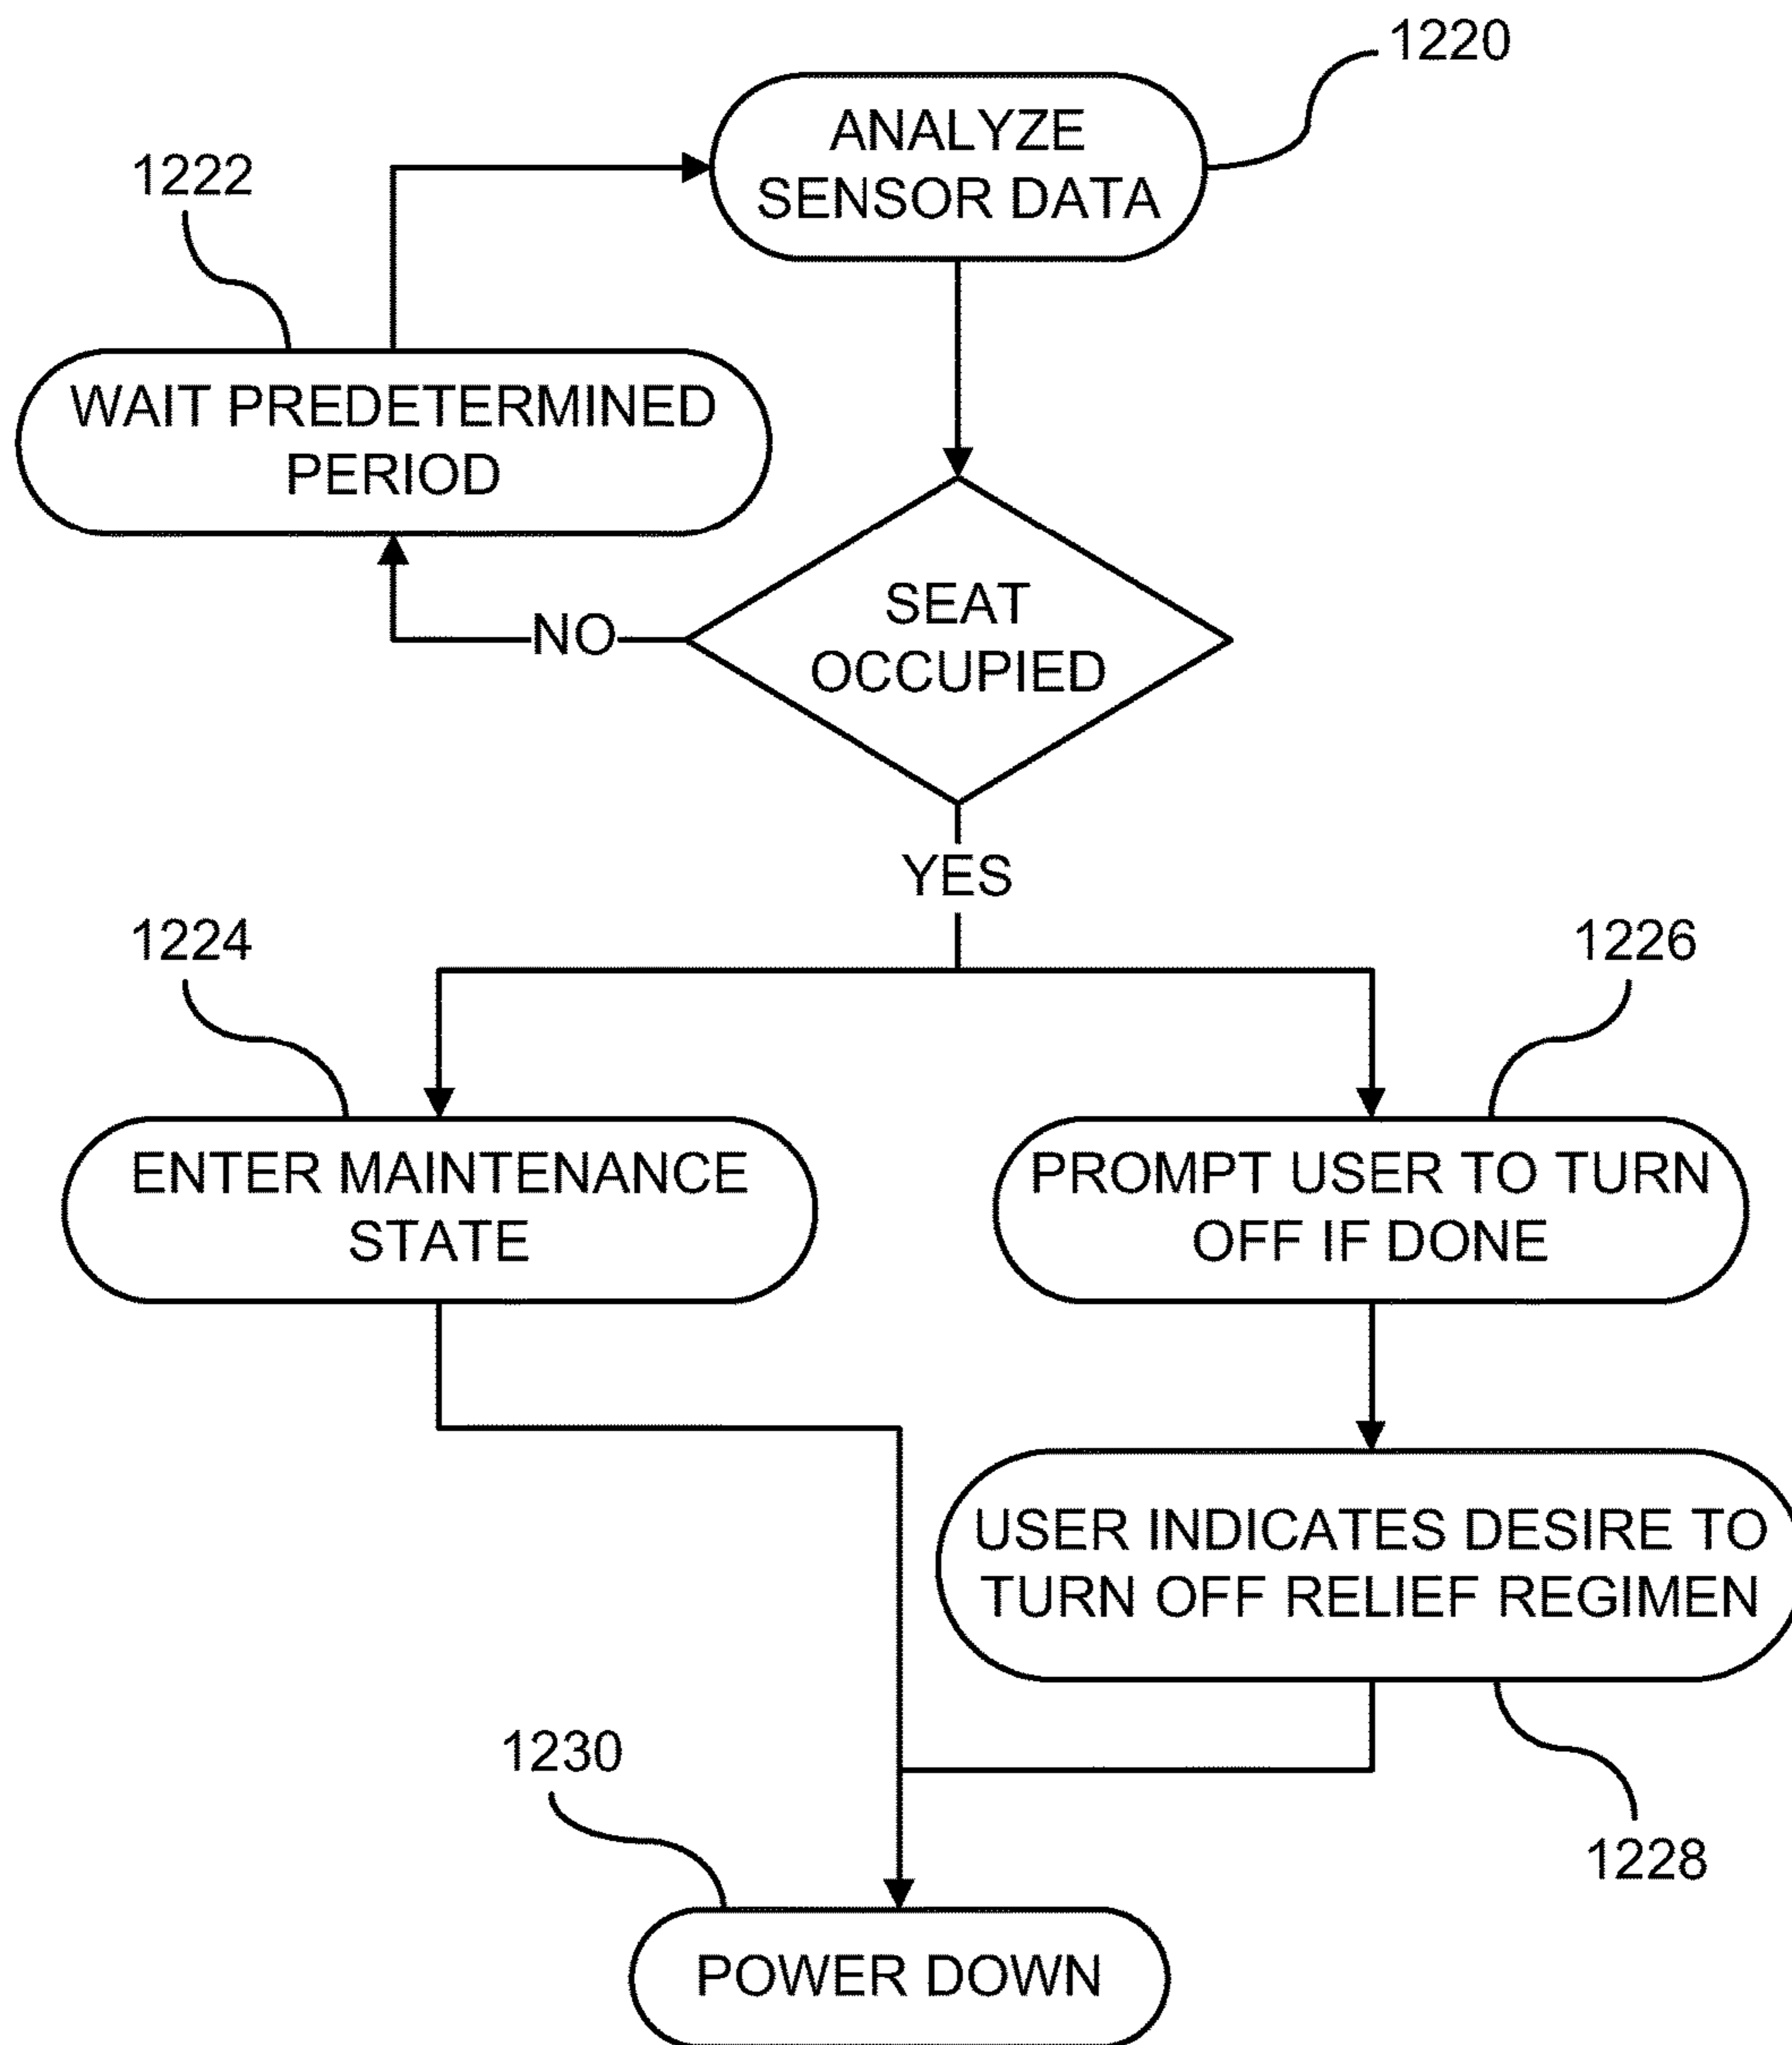 1220
ANALYZE
SENSOR DATA
1222
WAIT PREDETERMINED
PERIOD
SEAT
OCCUPIED
NO
YES
1224
1226
ENTER MAINTENANCE
STATE
PROMPT USER TO TURN
OFF IF DONE
USER INDICATES DESIRE TO
TURN OFF RELIEF REGIMEN
1230
1228
POWER DOWN